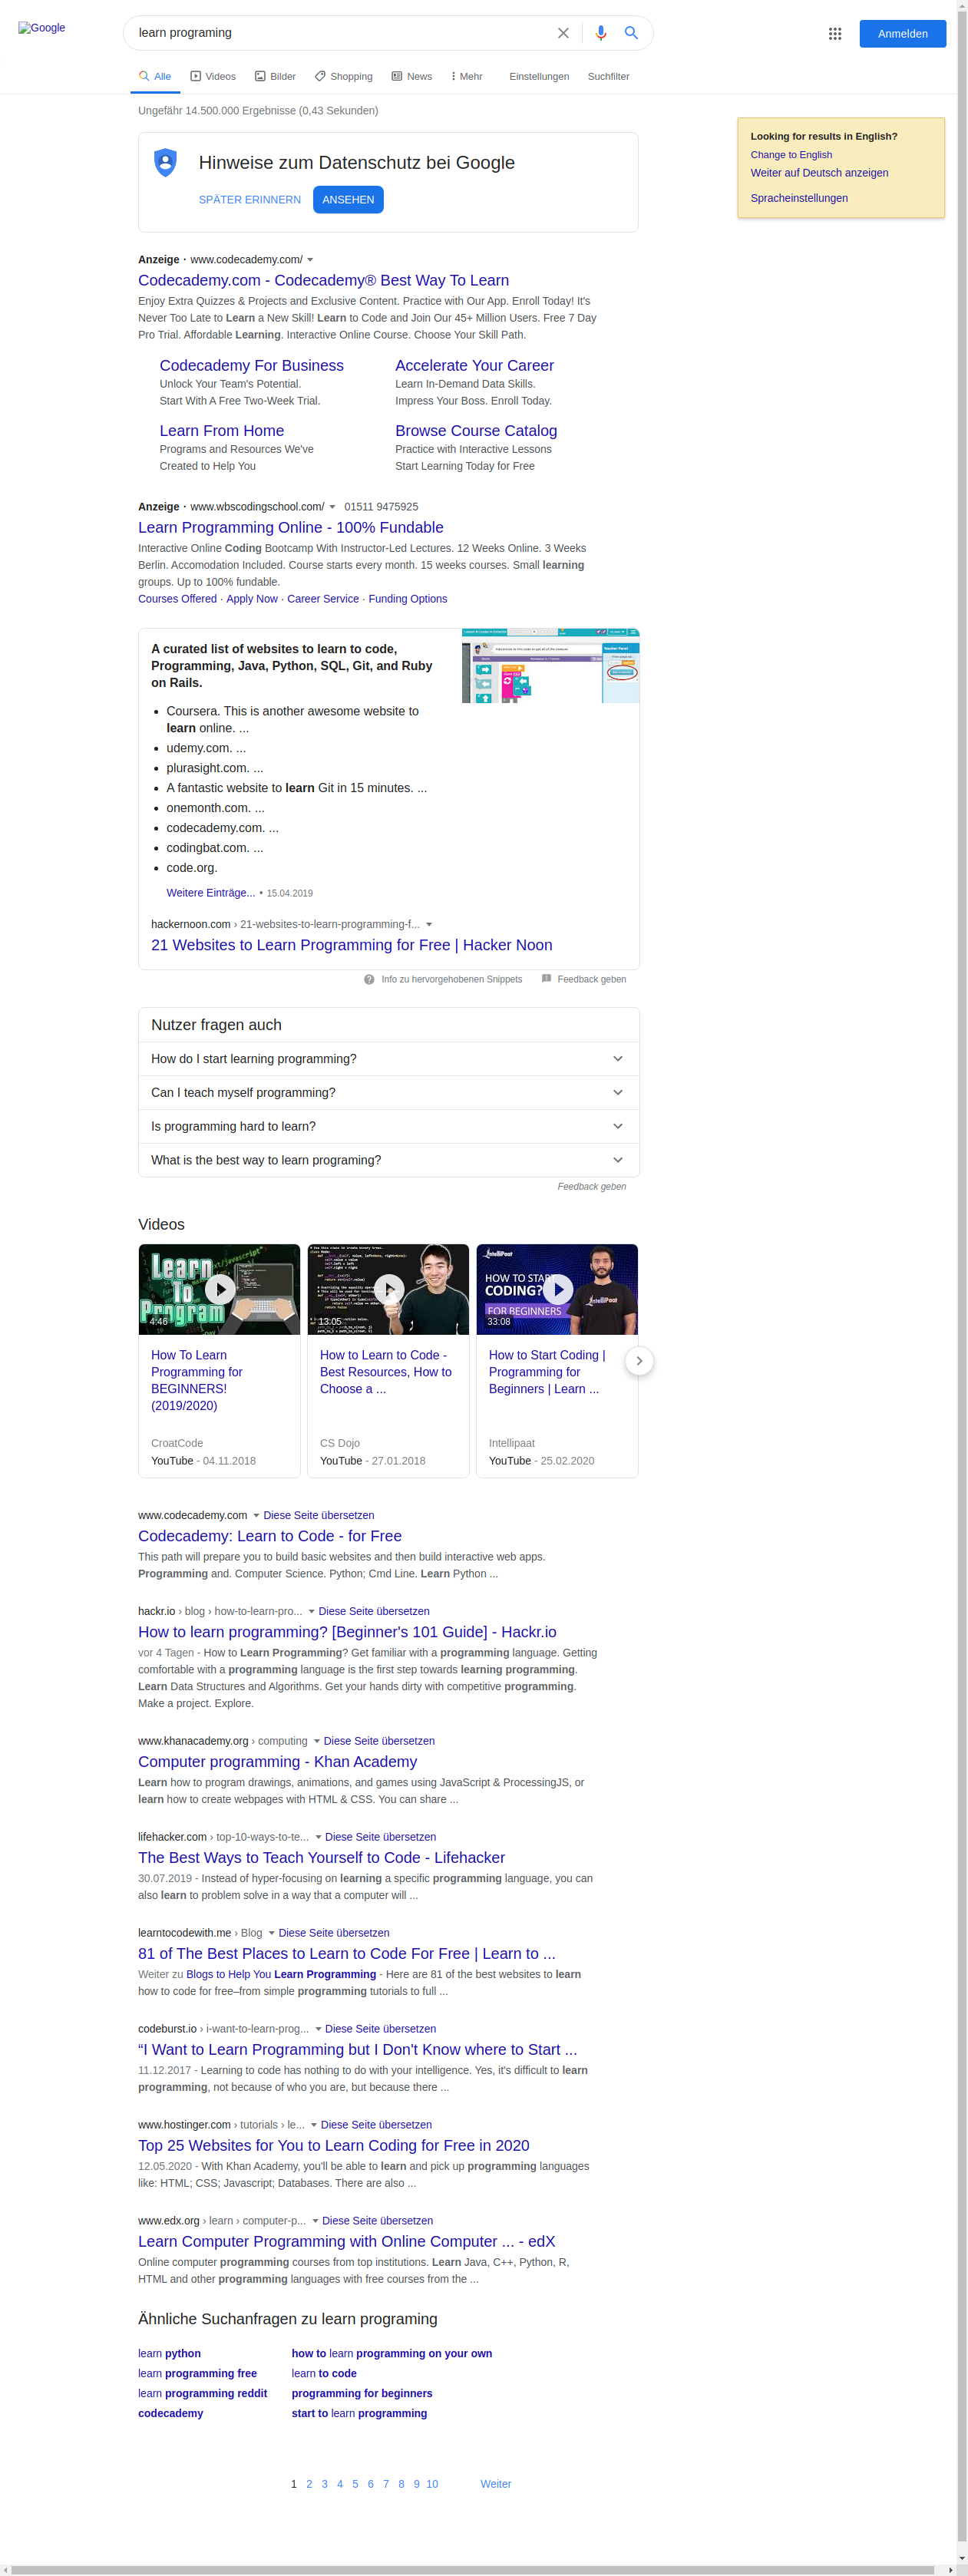 Google
learn programing
Anmelden
Alle Videos Bilder Shopping News Mehr Einstellungen Suchfilter
Ungefähr 14.500.000 Ergebnisse (0,43 Sekunden)
Looking for results in English?
Change to English
Weiter auf Deutsch anzeigen
Spracheinstellungen
Hinweise zum Datenschutz bei Google
SPÄTER ERINNERN ANSEHEN
Anzeige · www.codecademy.com/
Codecademy.com - Codecademy® Best Way To Learn
Enjoy Extra Quizzes & Projects and Exclusive Content. Practice with Our App. Enroll Today! It's
Never Too Late to Learn a New Skill! Learn to Code and Join Our 45+ Million Users. Free 7 Day
Pro Trial. Affordable Learning. Interactive Online Course. Choose Your Skill Path.
Codecademy For Business
Unlock Your Team's Potential.
Start With A Free Two-Week Trial.
Accelerate Your Career
Learn In-Demand Data Skills.
Impress Your Boss. Enroll Today.
Learn From Home
Programs and Resources We've
Created to Help You
Browse Course Catalog
Practice with Interactive Lessons
Start Learning Today for Free
Anzeige · www.wbscodingschool.com/ 01511 9475925
Learn Programming Online - 100% Fundable
Interactive Online Coding Bootcamp With Instructor-Led Lectures. 12 Weeks Online. 3 Weeks
Berlin. Accomodation Included. Course starts every month. 15 weeks courses. Small learning
groups. Up to 100% fundable.
Courses Offered · Apply Now · Career Service · Funding Options
A curated list of websites to learn to code,
Programming, Java, Python, SQL, Git, and Ruby
on Rails.
• Coursera. This is another awesome website to
learn online. ...
• udemy.com. ...
• plurasight.com. ...
• A fantastic website to learn Git in 15 minutes. ...
• onemonth.com. ...
• codecademy.com. ...
• codingbat.com. ...
• code.org.
Weitere Einträge... • 15.04.2019
hackernoon.com › 21-websites-to-learn-programming-f...
21 Websites to Learn Programming for Free | Hacker Noon
Info zu hervorgehobenen Snippets Feedback geben
Nutzer fragen auch
How do I start learning programming?
Can I teach myself programming?
Is programming hard to learn?
What is the best way to learn programing?
Feedback geben
Videos
Learn
To
Program
4:46
How To Learn
Programming for
BEGINNERS!
(2019/2020)
CroatCode
YouTube - 04.11.2018
13:05
How to Learn to Code -
Best Resources, How to
Choose a ...
CS Dojo
YouTube - 27.01.2018
IntelliPaat
HOW TO START
CODING?
FOR BEGINNERS
33:08
How to Start Coding |
Programming for
Beginners | Learn ...
Intellipaat
YouTube - 25.02.2020
www.codecademy.com Diese Seite übersetzen
Codecademy: Learn to Code - for Free
This path will prepare you to build basic websites and then build interactive web apps.
Programming and. Computer Science. Python; Cmd Line. Learn Python ...
hackr.io › blog › how-to-learn-pro... Diese Seite übersetzen
How to learn programming? [Beginner's 101 Guide] - Hackr.io
vor 4 Tagen - How to Learn Programming? Get familiar with a programming language. Getting
comfortable with a programming language is the first step towards learning programming.
Learn Data Structures and Algorithms. Get your hands dirty with competitive programming.
Make a project. Explore.
www.khanacademy.org › computing Diese Seite übersetzen
Computer programming - Khan Academy
Learn how to program drawings, animations, and games using JavaScript & ProcessingJS, or
learn how to create webpages with HTML & CSS. You can share ...
lifehacker.com › top-10-ways-to-te... Diese Seite übersetzen
The Best Ways to Teach Yourself to Code - Lifehacker
30.07.2019 - Instead of hyper-focusing on learning a specific programming language, you can
also learn to problem solve in a way that a computer will ...
learntocodewith.me › Blog Diese Seite übersetzen
81 of The Best Places to Learn to Code For Free | Learn to ...
Weiter zu Blogs to Help You Learn Programming - Here are 81 of the best websites to learn
how to code for free–from simple programming tutorials to full ...
codeburst.io › i-want-to-learn-prog... Diese Seite übersetzen
“I Want to Learn Programming but I Don't Know where to Start ...
11.12.2017 - Learning to code has nothing to do with your intelligence. Yes, it's difficult to learn
programming, not because of who you are, but because there ...
www.hostinger.com › tutorials › le... Diese Seite übersetzen
Top 25 Websites for You to Learn Coding for Free in 2020
12.05.2020 - With Khan Academy, you'll be able to learn and pick up programming languages
like: HTML; CSS; Javascript; Databases. There are also ...
www.edx.org › learn › computer-p... Diese Seite übersetzen
Learn Computer Programming with Online Computer ... - edX
Online computer programming courses from top institutions. Learn Java, C++, Python, R,
HTML and other programming languages with free courses from the ...
Ähnliche Suchanfragen zu learn programing
learn python how to learn programming on your own
learn programming free learn to code
learn programming reddit programming for beginners
codecademy start to learn programming
1 2 3 4 5 6 7 8 9 10 Weiter